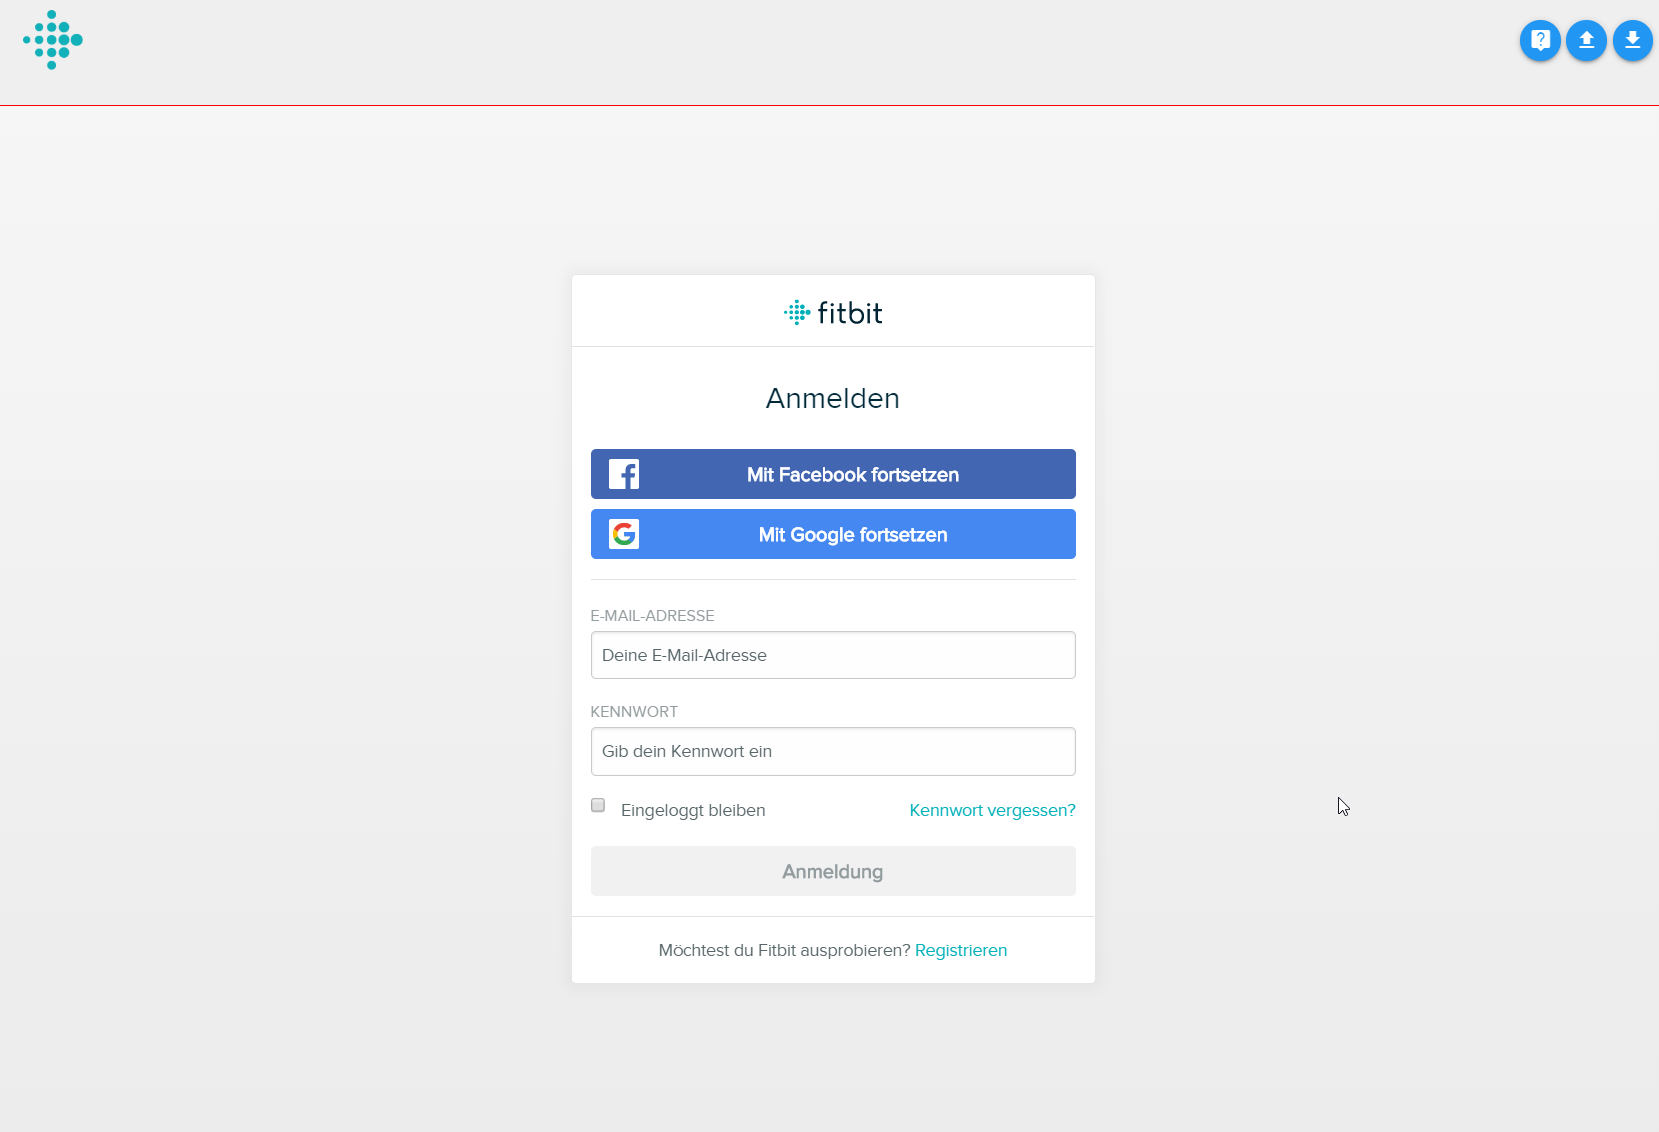 fitbit
Anmelden
Mit Facebook fortsetzen
Mit Google fortsetzen
E-MAIL-ADRESSE
Deine E-Mail-Adresse
KENNWORT
Gib dein Kennwort ein
Eingeloggt bleiben Kennwort vergessen?
Anmeldung
Möchtest du Fitbit ausprobieren? Registrieren